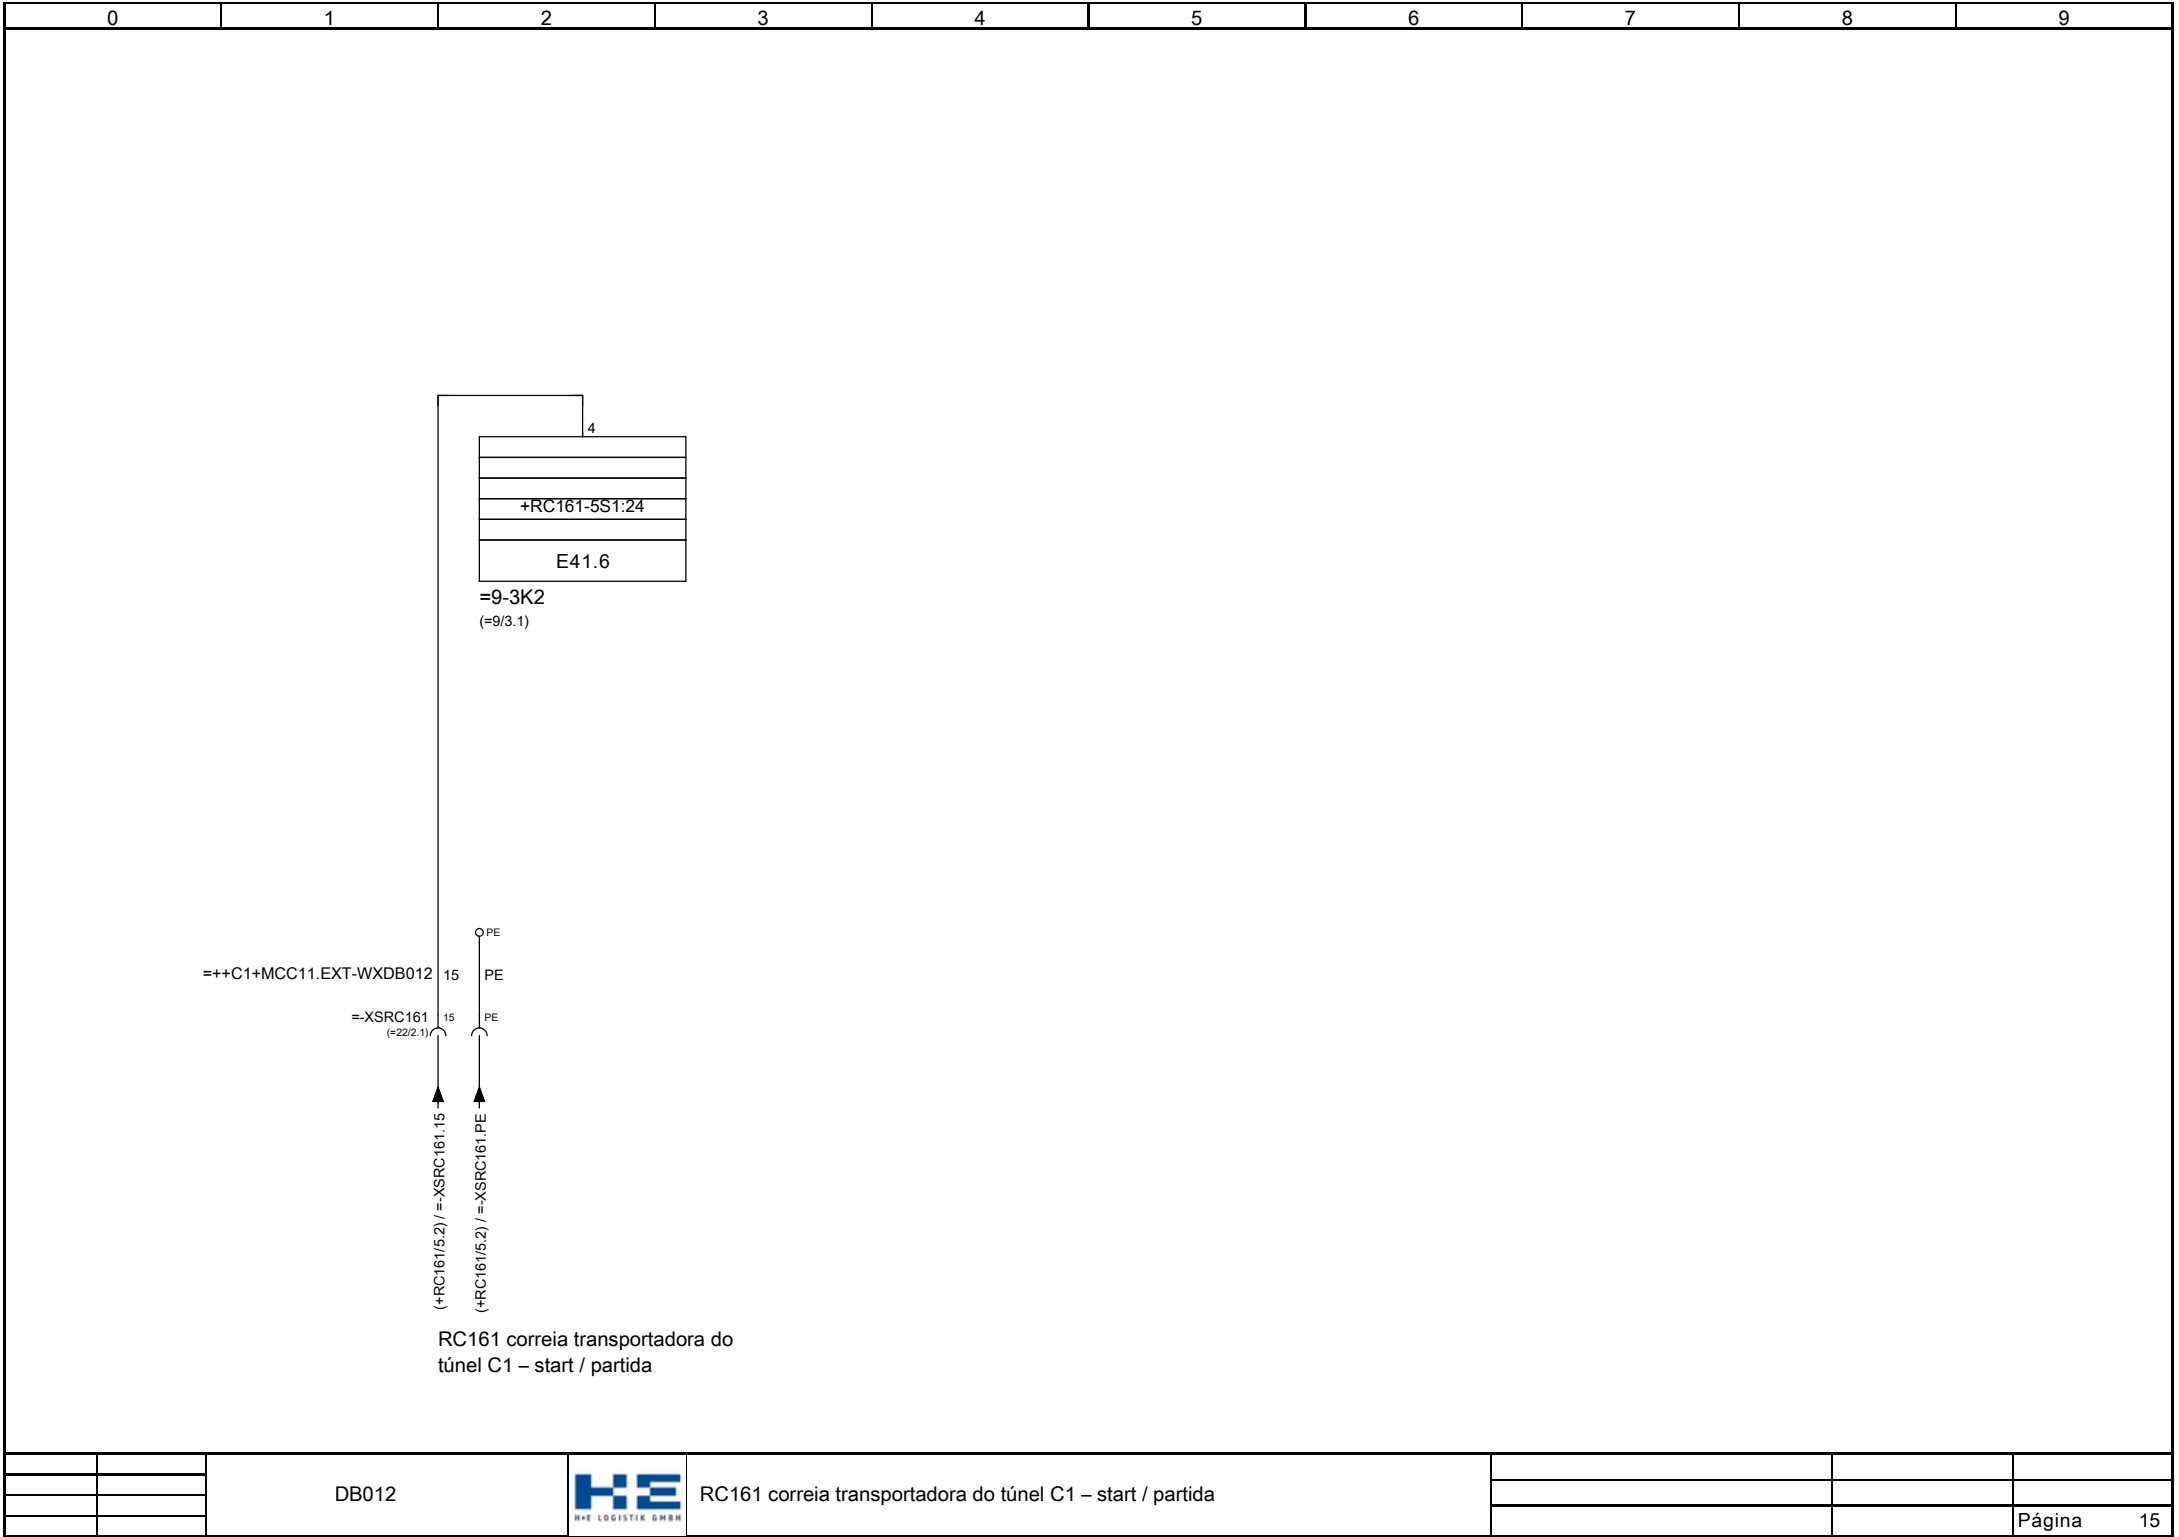 0 1 2 3 4 5 6 7 8 9
4
+RC161-5S1:24
E41.6
=9-3K2
(=9/3.1)
PE
=++C1+MCC11.EXT-WXDB012 15 PE
=-XSRC161 15 PE
(=22/2.1)
(+RC161/5.2) / =-XSRC161.15
(+RC161/5.2) / =-XSRC161.PE
RC161 correia transportadora do
túnel C1 – start / partida
DB012
H+E LOGISTIK GMBH
RC161 correia transportadora do túnel C1 – start / partida
Página 15